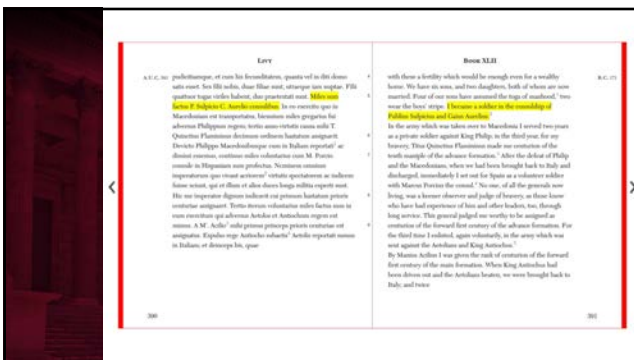 LIVY
A.U.C. 583
pudicitiamque, et cum his fecunditatem, quanta vel in diti domo
satis esset. Sex filii nobis, duae filiae sunt, utraeque iam nuptae. Filii
quattuor togas viriles habent, duo praetextati sunt. Miles sum
factus P. Sulpicio C. Aurelio consulibus. In eo exercitu qui in
Macedoniam est transportatus, biennium miles gregarius fui
adversus Philippum regem; tertio anno virtutis causa mihi T.
Quinctius Flamininus decimum ordinem hastatum assignavit.
Devicto Philippo Macedonibusque cum in Italiam reportati ac
dimissi essemus, continuo miles voluntarius cum M. Porcio
consule in Hispaniam sum profectus. Neminem omnium
imperatorum qui vivant acriorem virtutis spectatorem ac iudicem
fuisse sciunt, qui et illum et alios duces longa militia experti sunt.
Hic me imperator dignum iudicavit cui primum hastatum prioris
centuriae assignaret. Tertio iterum voluntarius miles factus sum in
eum exercitum qui adversus Aetolos et Antiochum regem est
missus. A M'. Acilio mihi primus princeps prioris centuriae est
assignatus. Expulso rege Antiocho subactis Aetolis reportati sumus
in Italiam; et deinceps bis, quae
200
BOOK XLII
B.C. 171
with these a fertility which would be enough even for a wealthy
home. We have six sons, and two daughters, both of whom are now
married. Four of our sons have assumed the toga of manhood, two
wear the boys' stripe. I became a soldier in the consulship of
Publius Sulpicius and Gaius Aurelius.
In the army which was taken over to Macedonia I served two years
as a private soldier against King Philip; in the third year, for my
bravery, Titus Quinctius Flamininus made me centurion of the
tenth maniple of the advance formation. After the defeat of Philip
and the Macedonians, when we had been brought back to Italy and
discharged, immediately I set out for Spain as a volunteer soldier
with Marcus Porcius the consul. No one, of all the generals now
living, was a keener observer and judge of bravery, as those know
who have had experience of him and other leaders, too, through
long service. This general judged me worthy to be assigned as
centurion of the forward first century of the advance formation. For
the third time I enlisted, again voluntarily, in the army which was
sent against the Aetolians and King Antiochus.
By Manius Acilius I was given the rank of centurion of the forward
first century of the main formation. When King Antiochus had
been driven out and the Aetolians beaten, we were brought back to
Italy; and twice